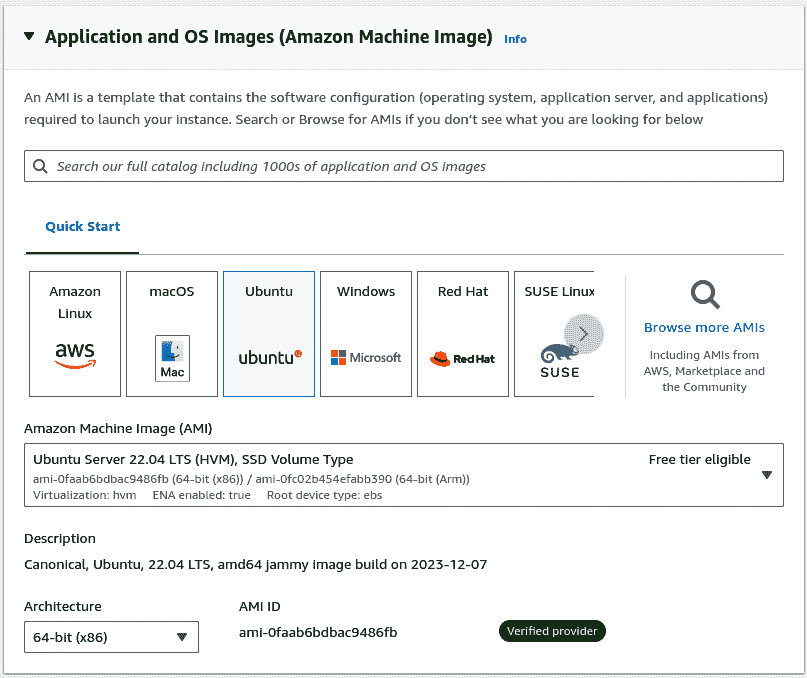 Application and OS Images (Amazon Machine Image) Info
An AMI is a template that contains the software configuration (operating system, application server, and applications)
required to launch your instance. Search or Browse for AMIs if you don't see what you are looking for below
Search our full catalog including 1000s of application and OS images
Quick Start
Amazon
Linux
aws
macOS
Mac
Ubuntu
ubuntu
Windows
Microsoft
Red Hat
Red Hat
SUSE Linux
SUSE
Browse more AMIs
Including AMIs from
AWS, Marketplace and
the Community
Amazon Machine Image (AMI)
Ubuntu Server 22.04 LTS (HVM), SSD Volume Type
Free tier eligible
ami-0faab6bdbac9486fb (64-bit (x86)) / ami-0fc02b454efabb390 (64-bit (Arm))
Virtualization: hvm ENA enabled: true Root device type: ebs
Description
Canonical, Ubuntu, 22.04 LTS, amd64 jammy image build on 2023-12-07
Architecture
64-bit (x86)
AMI ID
ami-0faab6bdbac9486fb
Verified provider